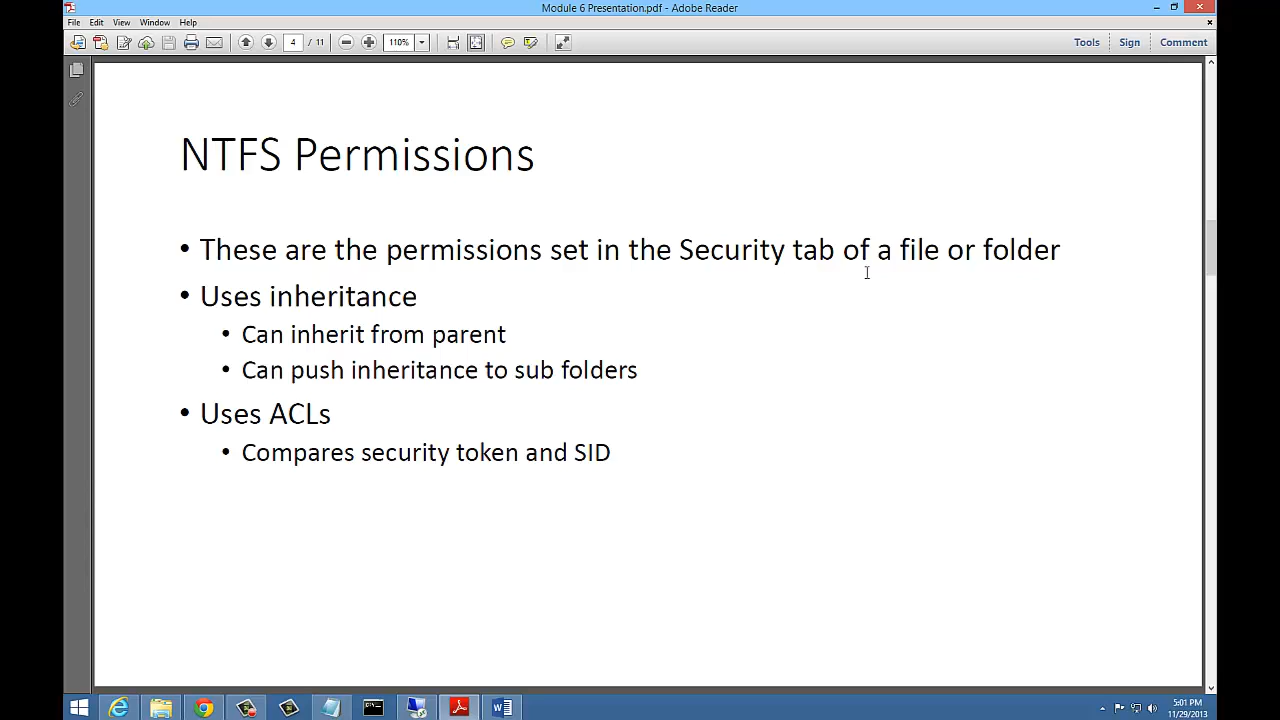 Module 6 Presentation.pdf - Adobe Reader
File Edit View Window Help
4 / 11 110% Tools Sign Comment
NTFS Permissions
• These are the permissions set in the Security tab of a file or folder
• Uses inheritance
• Can inherit from parent
• Can push inheritance to sub folders
• Uses ACLs
• Compares security token and SID
5:01 PM
11/29/2013